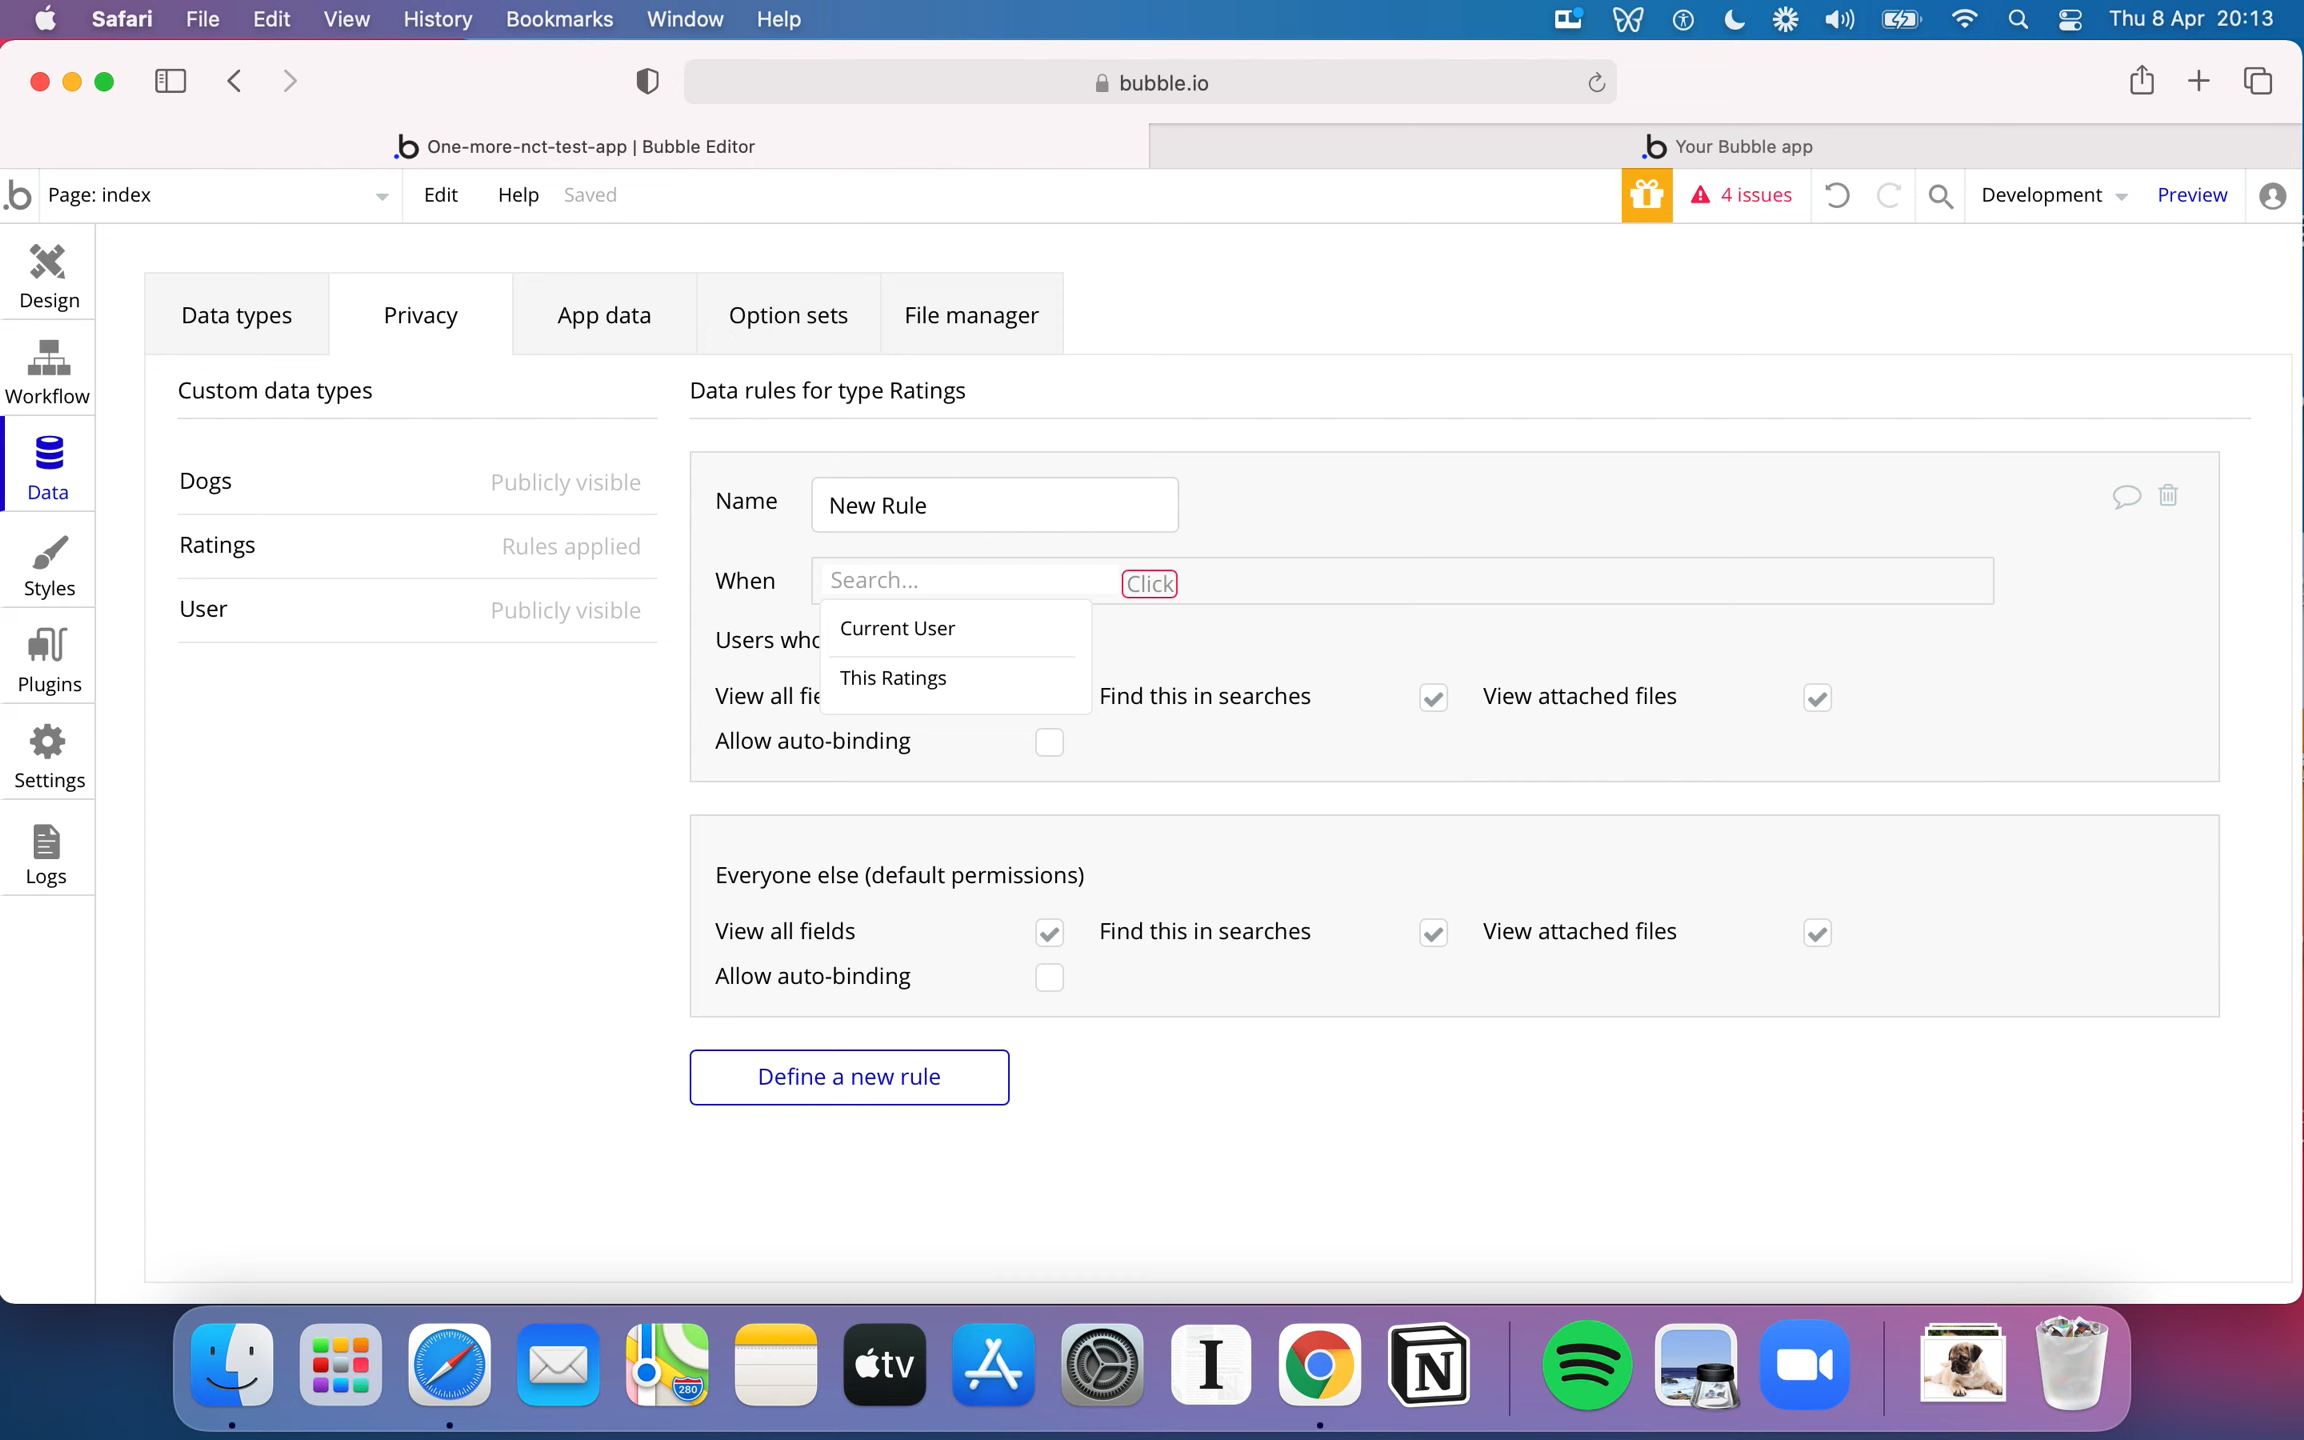 Safari File Edit View History Bookmarks Window Help Thu 8 Apr 20:13
bubble.io
.b One-more-nct-test-app | Bubble Editor
.b Your Bubble app
.b Page: index Edit Help Saved 4 issues Development Preview
Design
Workflow
Data
Styles
Plugins
Settings
Logs
Data types Privacy App data Option sets File manager
Custom data types
Dogs Publicly visible
Ratings Rules applied
User Publicly visible
Data rules for type Ratings
Name New Rule
When Search... Click
Current User
This Ratings
Users who
View all fie Find this in searches View attached files
Allow auto-binding
Everyone else (default permissions)
View all fields Find this in searches View attached files
Allow auto-binding
Define a new rule
280
tv
I
N